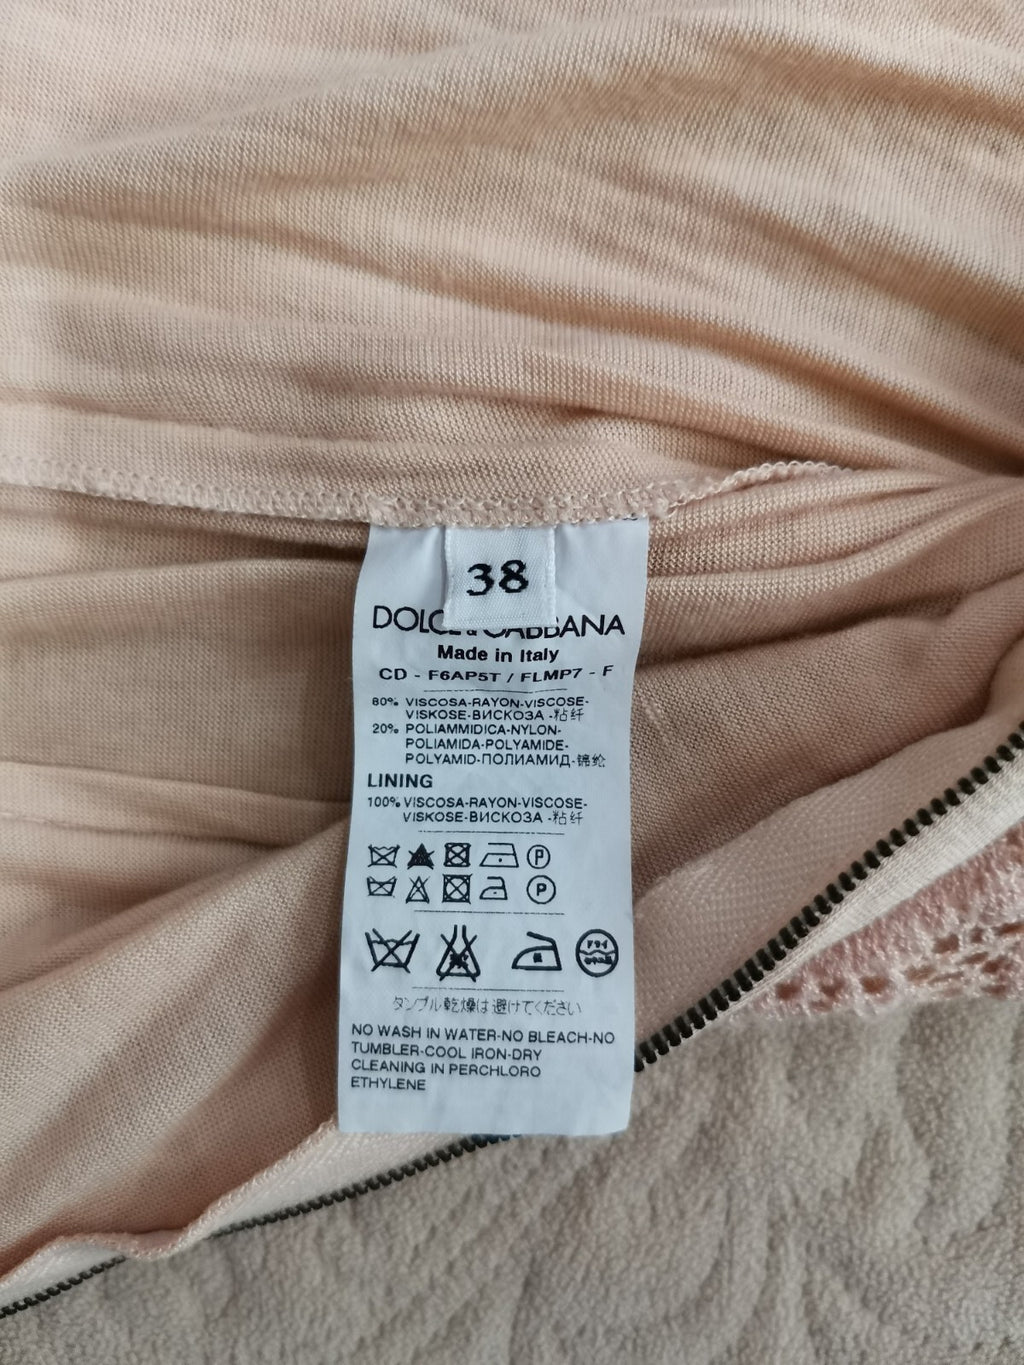 38
DOLCE & GABBANA
Made in Italy
CD - F6AP5T / FLMP7 - F
80% VISCOSA-RAYON-VISCOSE-
VISKOSE-ВИСКОЗА -粘纤
20% POLIAMMIDICA-NYLON-
POLIAMIDA-POLYAMIDE-
POLYAMID-ПОЛИАМИД-锦纶
LINING
100% VISCOSA-RAYON-VISCOSE-
VISKOSE-ВИСКОЗА -粘纤
P
P
ドライ
タンブル乾燥は避けてください
NO WASH IN WATER-NO BLEACH-NO
TUMBLER-COOL IRON-DRY
CLEANING IN PERCHLORO
ETHYLENE